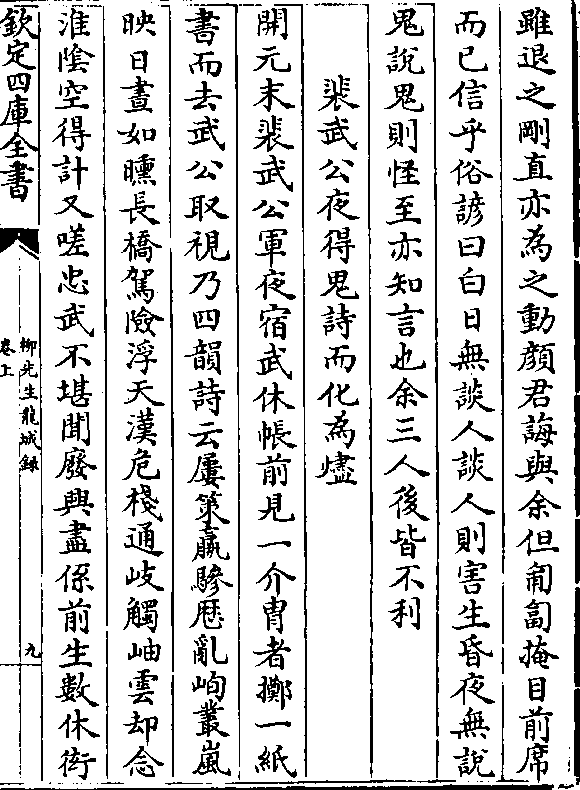 雖退之剛直亦為之動顔君誨與余但匍匐掩目前席
而已信乎俗諺曰白日無談人談人則害生昏夜無說
鬼說鬼則怪至亦知言也余三人後皆不利
裴武公夜得鬼詩而化為燼
開元末裴武公軍夜宿武休帳前見一介胄者擲一紙
書而去武公取視乃四韻詩云屢策羸驂歴亂峋叢嵐
映日晝如曛長橋駕險浮天漢危棧通岐觸岫雲却念
淮隂空得計又嗟忠武不堪聞廢興盡係前生數休衒
欽定四庫全書
柳先生龍城録
卷上
九